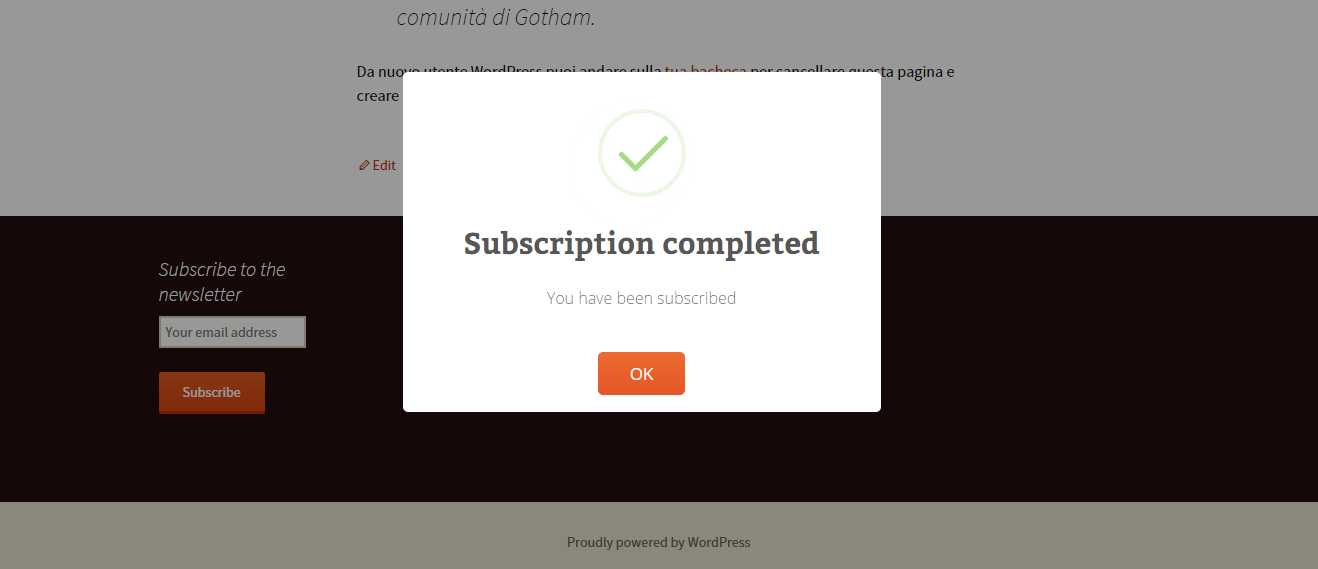 comunità di Gotham.
Da nuovo utente WordPress puoi andare sulla tua bacheca per cancellare questa pagina e
creare
Edit
Subscription completed
You have been subscribed
OK
Subscribe to the
newsletter
Your email address
Subscribe
Proudly powered by WordPress